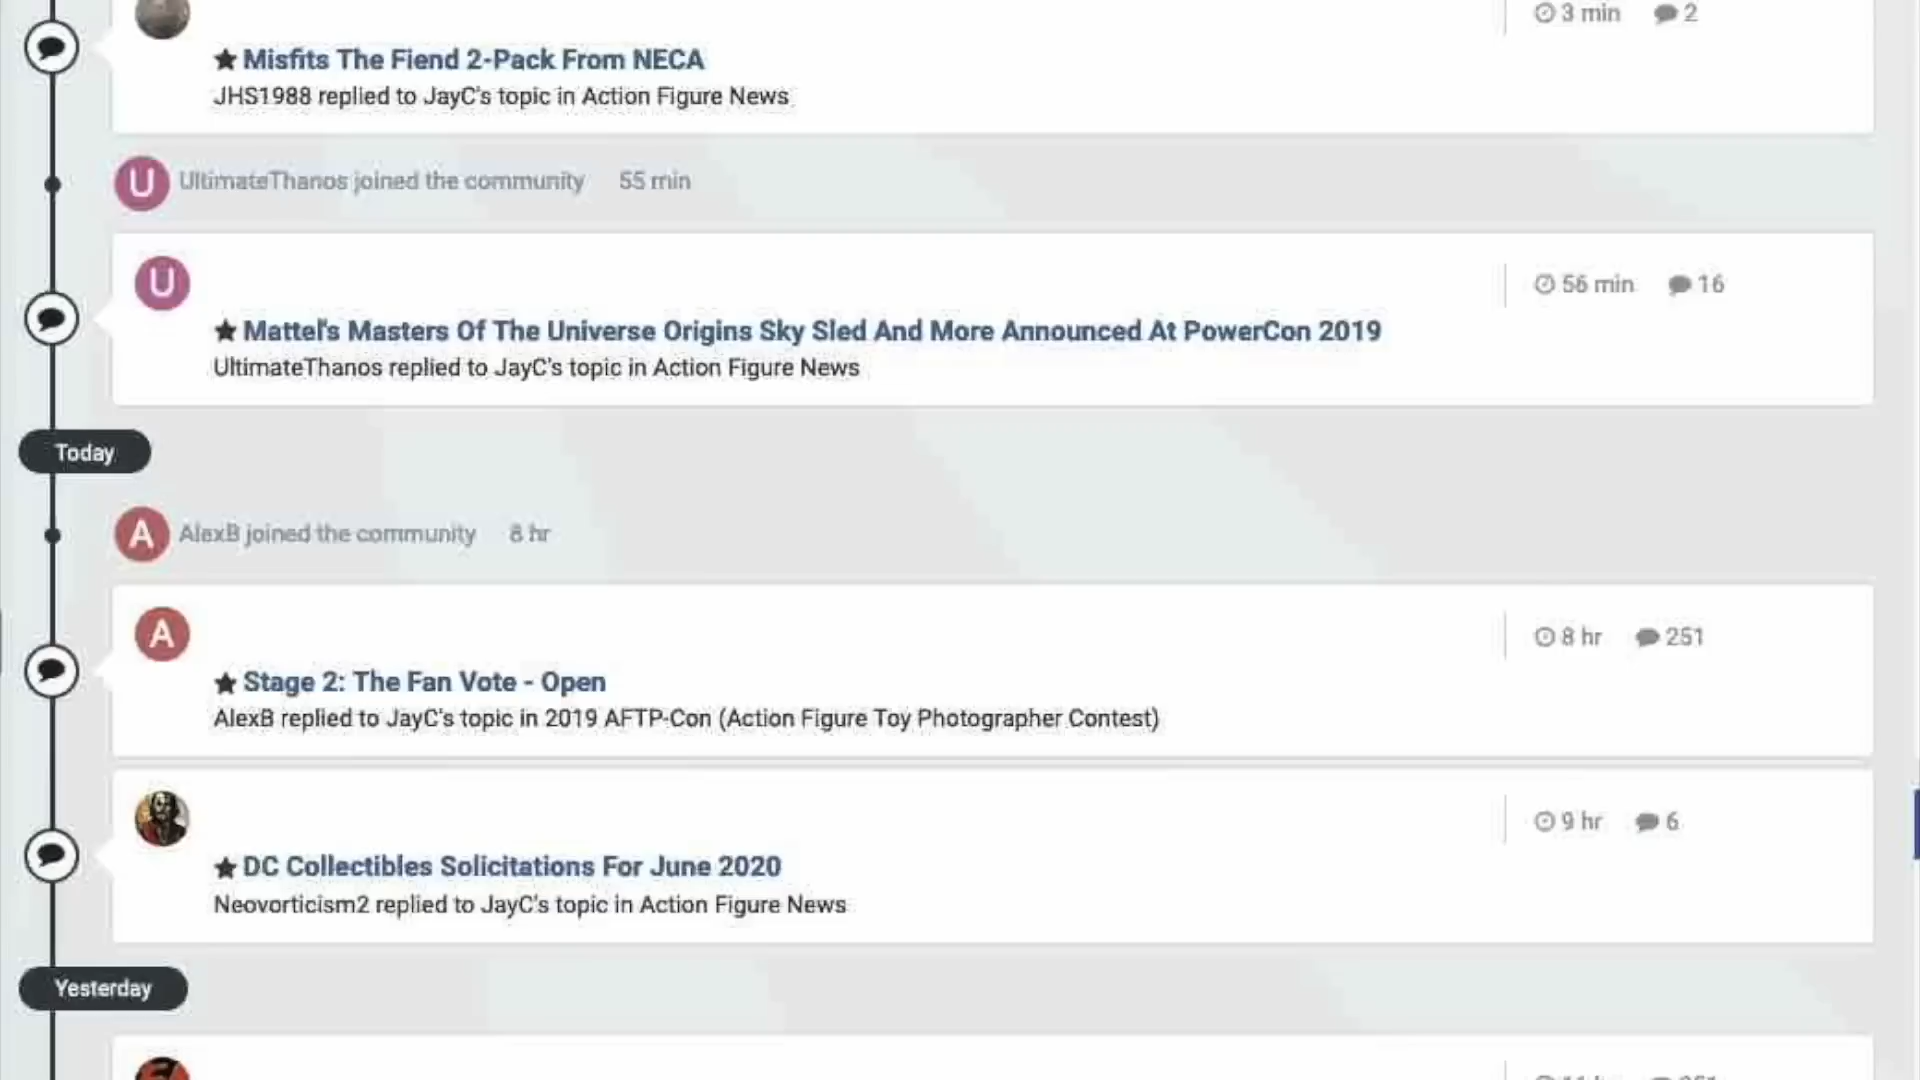 3 min 2
Misfits The Fiend 2-Pack From NECA
JHS1988 replied to JayC's topic in Action Figure News
U UltimateThanos joined the community 55 min
U
56 min 16
Mattel's Masters Of The Universe Origins Sky Sled And More Announced At PowerCon 2019
UltimateThanos replied to JayC's topic in Action Figure News
Today
A AlexB joined the community 8 hr
A
8 hr 251
Stage 2: The Fan Vote - Open
AlexB replied to JayC's topic in 2019 AFTP-Con (Action Figure Toy Photographer Contest)
9 hr 6
DC Collectibles Solicitations For June 2020
Neovorticism2 replied to JayC's topic in Action Figure News
Yesterday